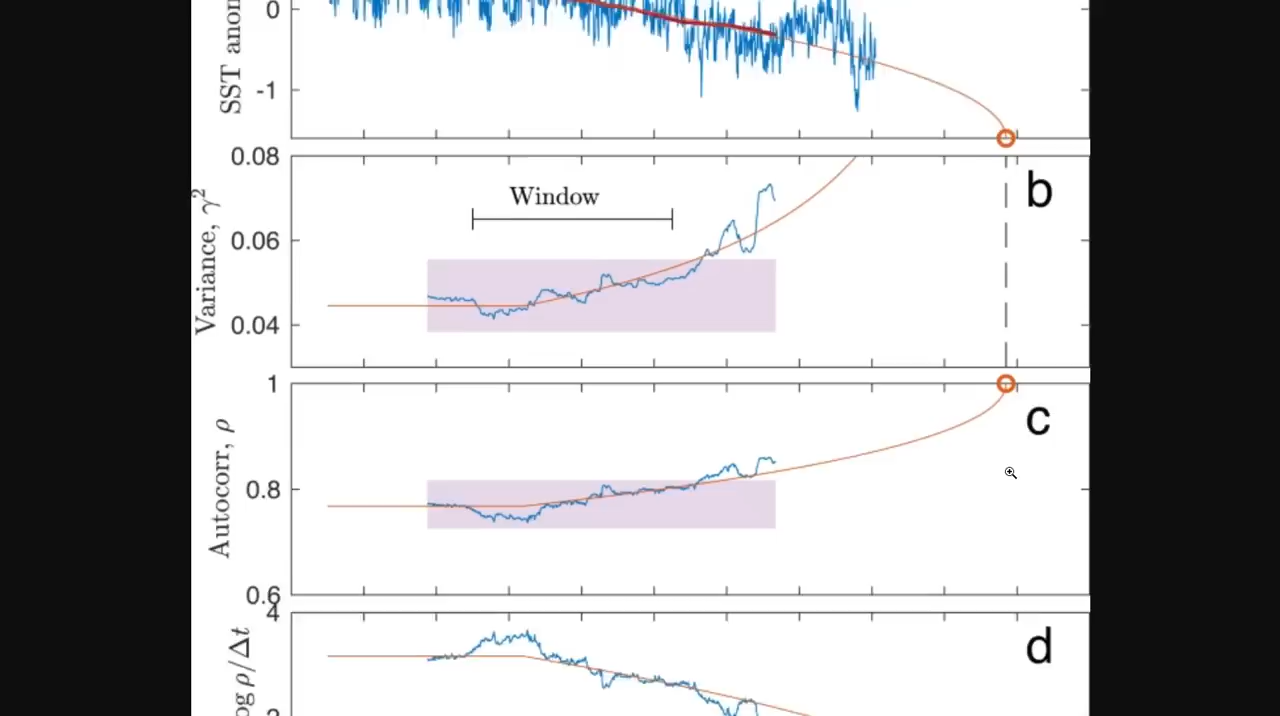 0
SST anom
-1
0.08
b
Window
Variance, γ²
0.06
0.04
1
c
Autocorr, ρ
0.8
0.6
4
d
og ρ/Δt